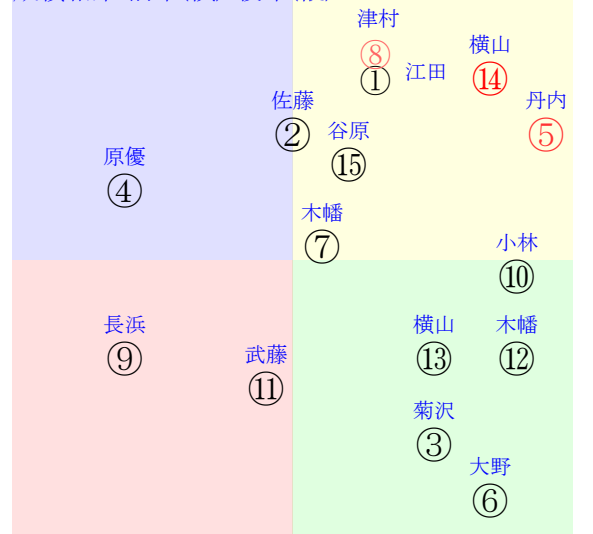 津村
⑧
① 江田
横山
⑭
丹内
⑤
佐藤
②
谷原
⑮
原優
④
木幡
⑦
小林
⑩
長浜
⑨
武藤
⑪
横山
⑬
木幡
⑫
菊沢
③
大野
⑥